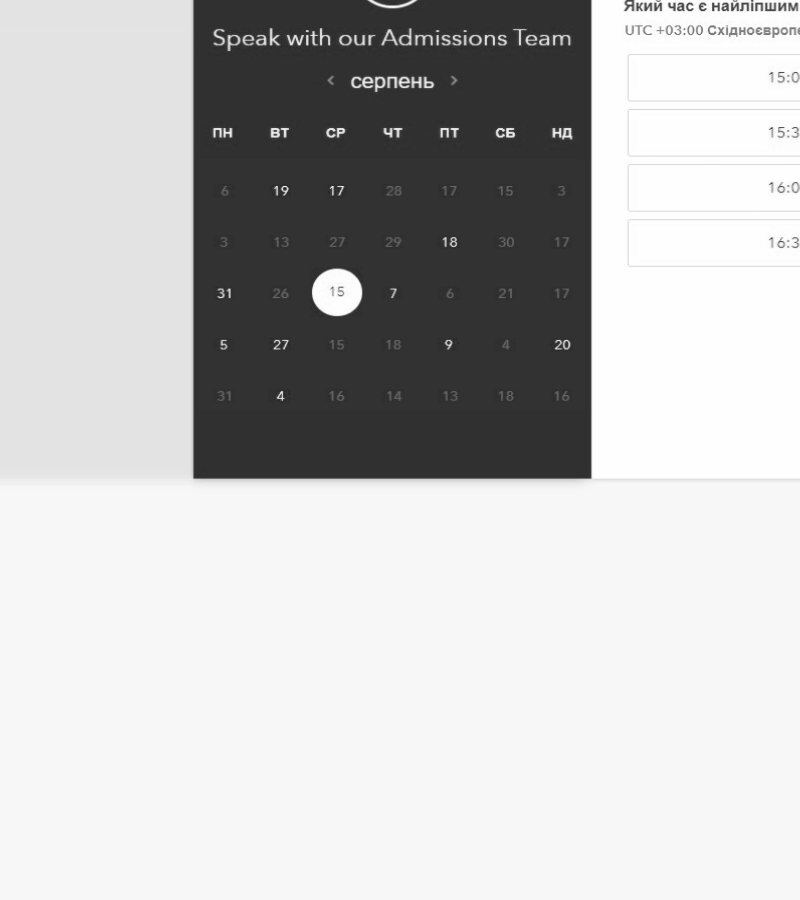 Speak with our Admissions Team
серпень
ПН ВТ СР ЧТ ПТ СБ НД
6 19 17 28 17 15 3
3 13 27 29 18 30 17
31 26 15 7 6 21 17
5 27 15 18 9 4 20
31 4 16 14 13 18 16
Який час є найліпшим
UTC +03:00
15:0
15:3
16:0
16:3